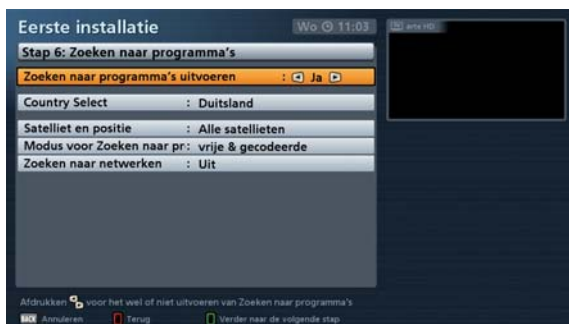 Eerste installatie
Wo 11:03
arte HD
Stap 6: Zoeken naar programma's
Zoeken naar programma's uitvoeren : Ja
Country Select : Duitsland
Satelliet en positie : Alle satellieten
Modus voor Zoeken naar pr: vrije & gecodeerde
Zoeken naar netwerken : Uit
Afdrukken voor het wel of niet uitvoeren van Zoeken naar programma's
BACK Annuleren Terug Verder naar de volgende stap